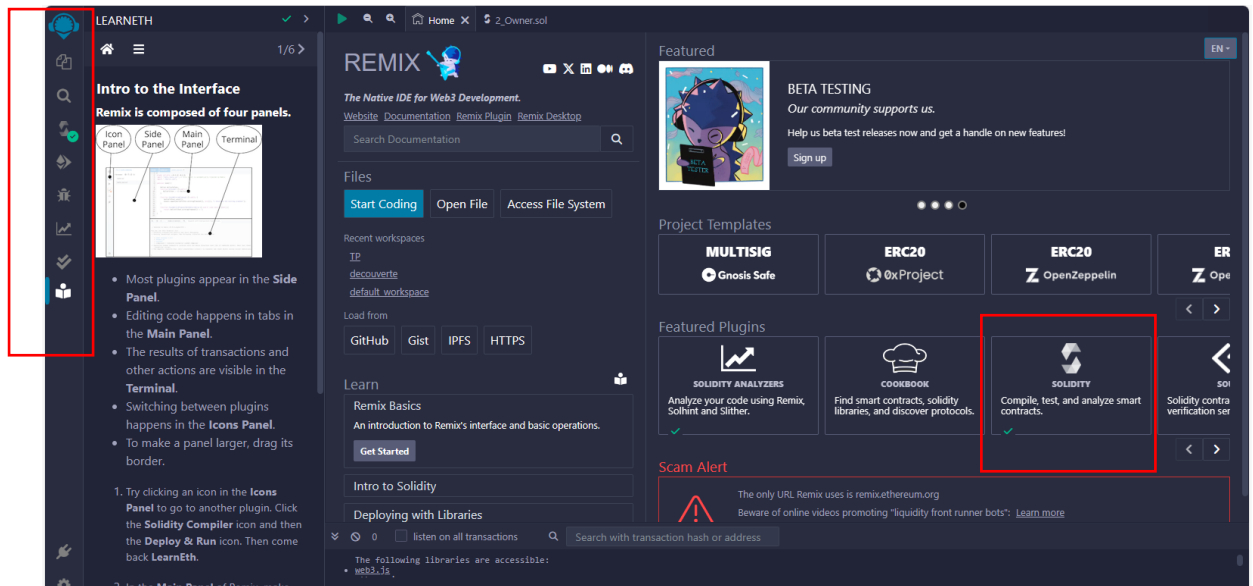 LEARNETH
1/6
Intro to the Interface
Remix is composed of four panels.
Icon Panel
Side Panel
Main Panel
Terminal
Most plugins appear in the Side
Panel.
Editing code happens in tabs in
the Main Panel.
The results of transactions and
other actions are visible in the
Terminal.
Switching between plugins
happens in the Icons Panel.
To make a panel larger, drag its
border.
1. Try clicking an icon in the Icons
Panel to go to another plugin. Click
the Solidity Compiler icon and then
the Deploy & Run icon. Then come
back LearnEth.
Home
2_Owner.sol
REMIX
The Native IDE for Web3 Development.
Website Documentation Remix Plugin Remix Desktop
Search Documentation
Files
Start Coding Open File Access File System
Recent workspaces
TP
decouverte
default_workspace
Load from
GitHub Gist IPFS HTTPS
Learn
Remix Basics
An introduction to Remix's interface and basic operations.
Get Started
Intro to Solidity
Deploying with Libraries
Featured
EN
BETA TESTING
Our community supports us.
Help us beta test releases now and get a handle on new features!
Sign up
BETA
TESTER
Project Templates
MULTISIG
Gnosis Safe
ERC20
0xProject
ERC20
OpenZeppelin
ER
Ope
Featured Plugins
SOLIDITY ANALYZERS
Analyze your code using Remix,
Solhint and Slither.
COOKBOOK
Find smart contracts, solidity
libraries, and discover protocols.
SOLIDITY
Compile, test, and analyze smart
contracts.
SOU
Solidity contra
verification ser
Scam Alert
The only URL Remix uses is remix.ethereum.org
Beware of online videos promoting "liquidity front runner
bots": Learn more
0 listen on all transactions
Search with transaction hash or address
The following libraries are accessible:
web3.js